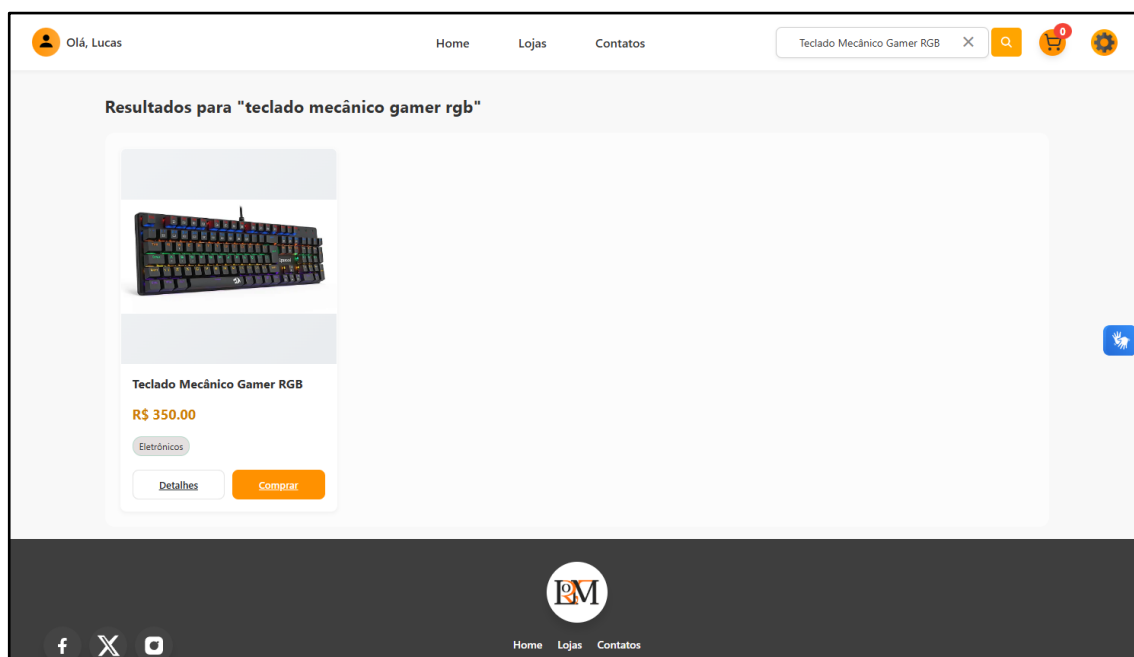 Olá, Lucas
Home Lojas Contatos
Teclado Mecânico Gamer RGB
0
Resultados para "teclado mecânico gamer rgb"
Teclado Mecânico Gamer RGB
R$ 350.00
Eletrônicos
Detalhes Comprar
Home Lojas Contatos